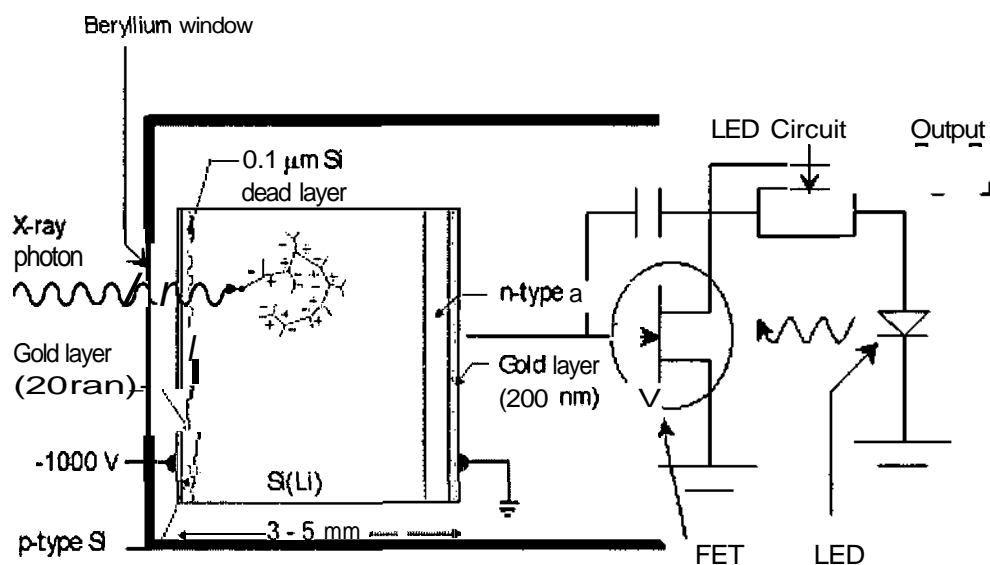 Beryllium window
LED Circuit
Output
0.1 μm Si
dead layer
X-ray
photon
n-type a
Gold layer
(20ran)
Gold layer
(200 nm)
V
-1000 V
Si(Li)
3 - 5 mm
p-type Si
FET
LED